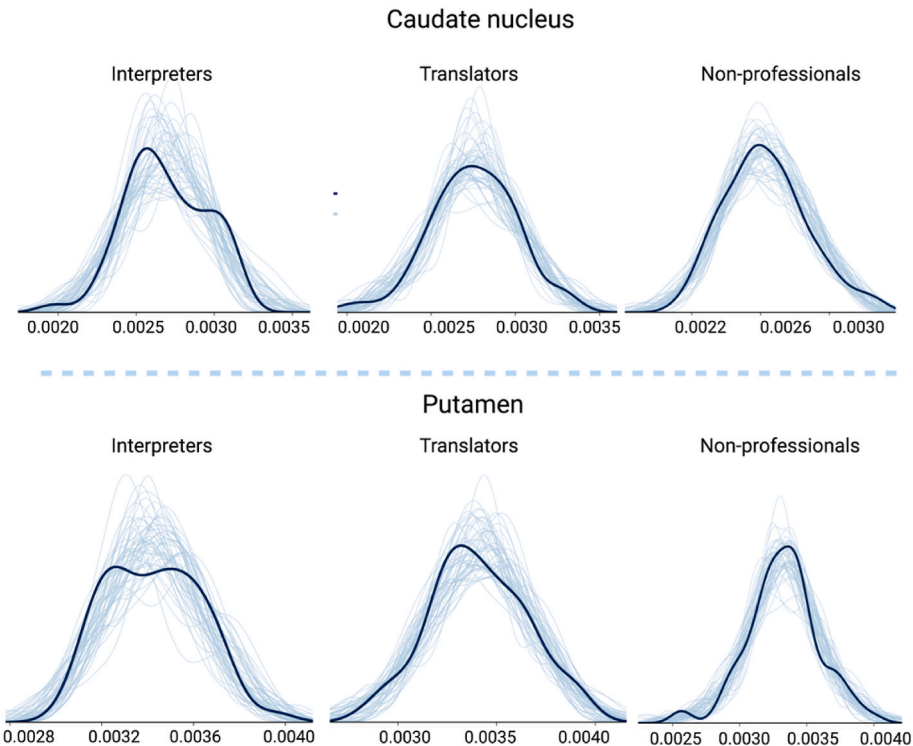 Caudate nucleus
Interpreters Translators Non-professionals
0.0020 0.0025 0.0030 0.0035 0.0020 0.0025 0.0030 0.0035 0.0022 0.0026 0.0030
Putamen
Interpreters Translators Non-professionals
0.0028 0.0032 0.0036 0.0040 0.0030 0.0035 0.0040 0.0025 0.0030 0.0035 0.0040